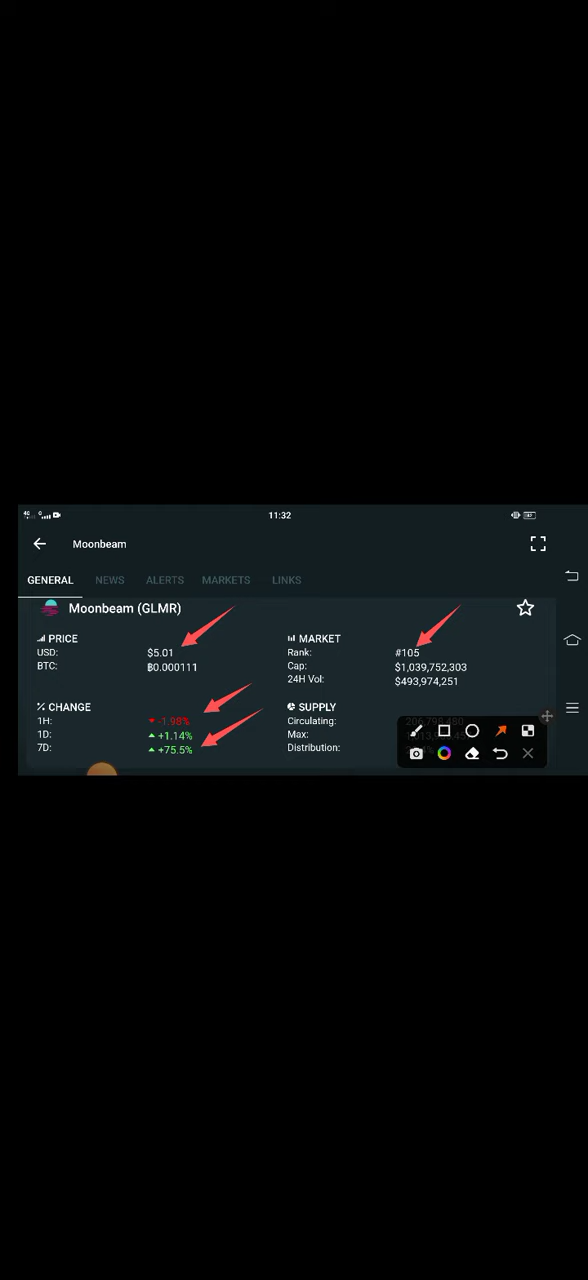 11:32
Moonbeam
GENERAL NEWS ALERTS MARKETS LINKS
Moonbeam (GLMR)
PRICE
USD: $5.01
BTC: ฿0.000111
MARKET
Rank: #105
Cap: $1,039,752,303
24H Vol: $493,974,251
CHANGE
1H: -1.98%
1D: +1.14%
7D: +75.5%
SUPPLY
Circulating:
Max:
Distribution: